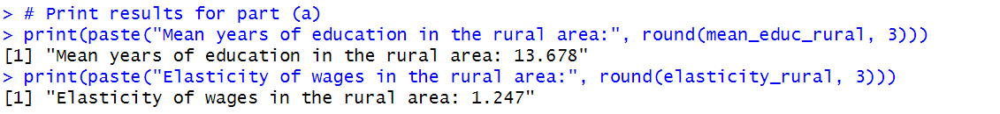 > # Print results for part (a)
> print(paste("Mean years of education in the rural area:", round(mean_educ_rural, 3)))
[1] "Mean years of education in the rural area: 13.678"
> print(paste("Elasticity of wages in the rural area:", round(elasticity_rural, 3)))
[1] "Elasticity of wages in the rural area: 1.247"